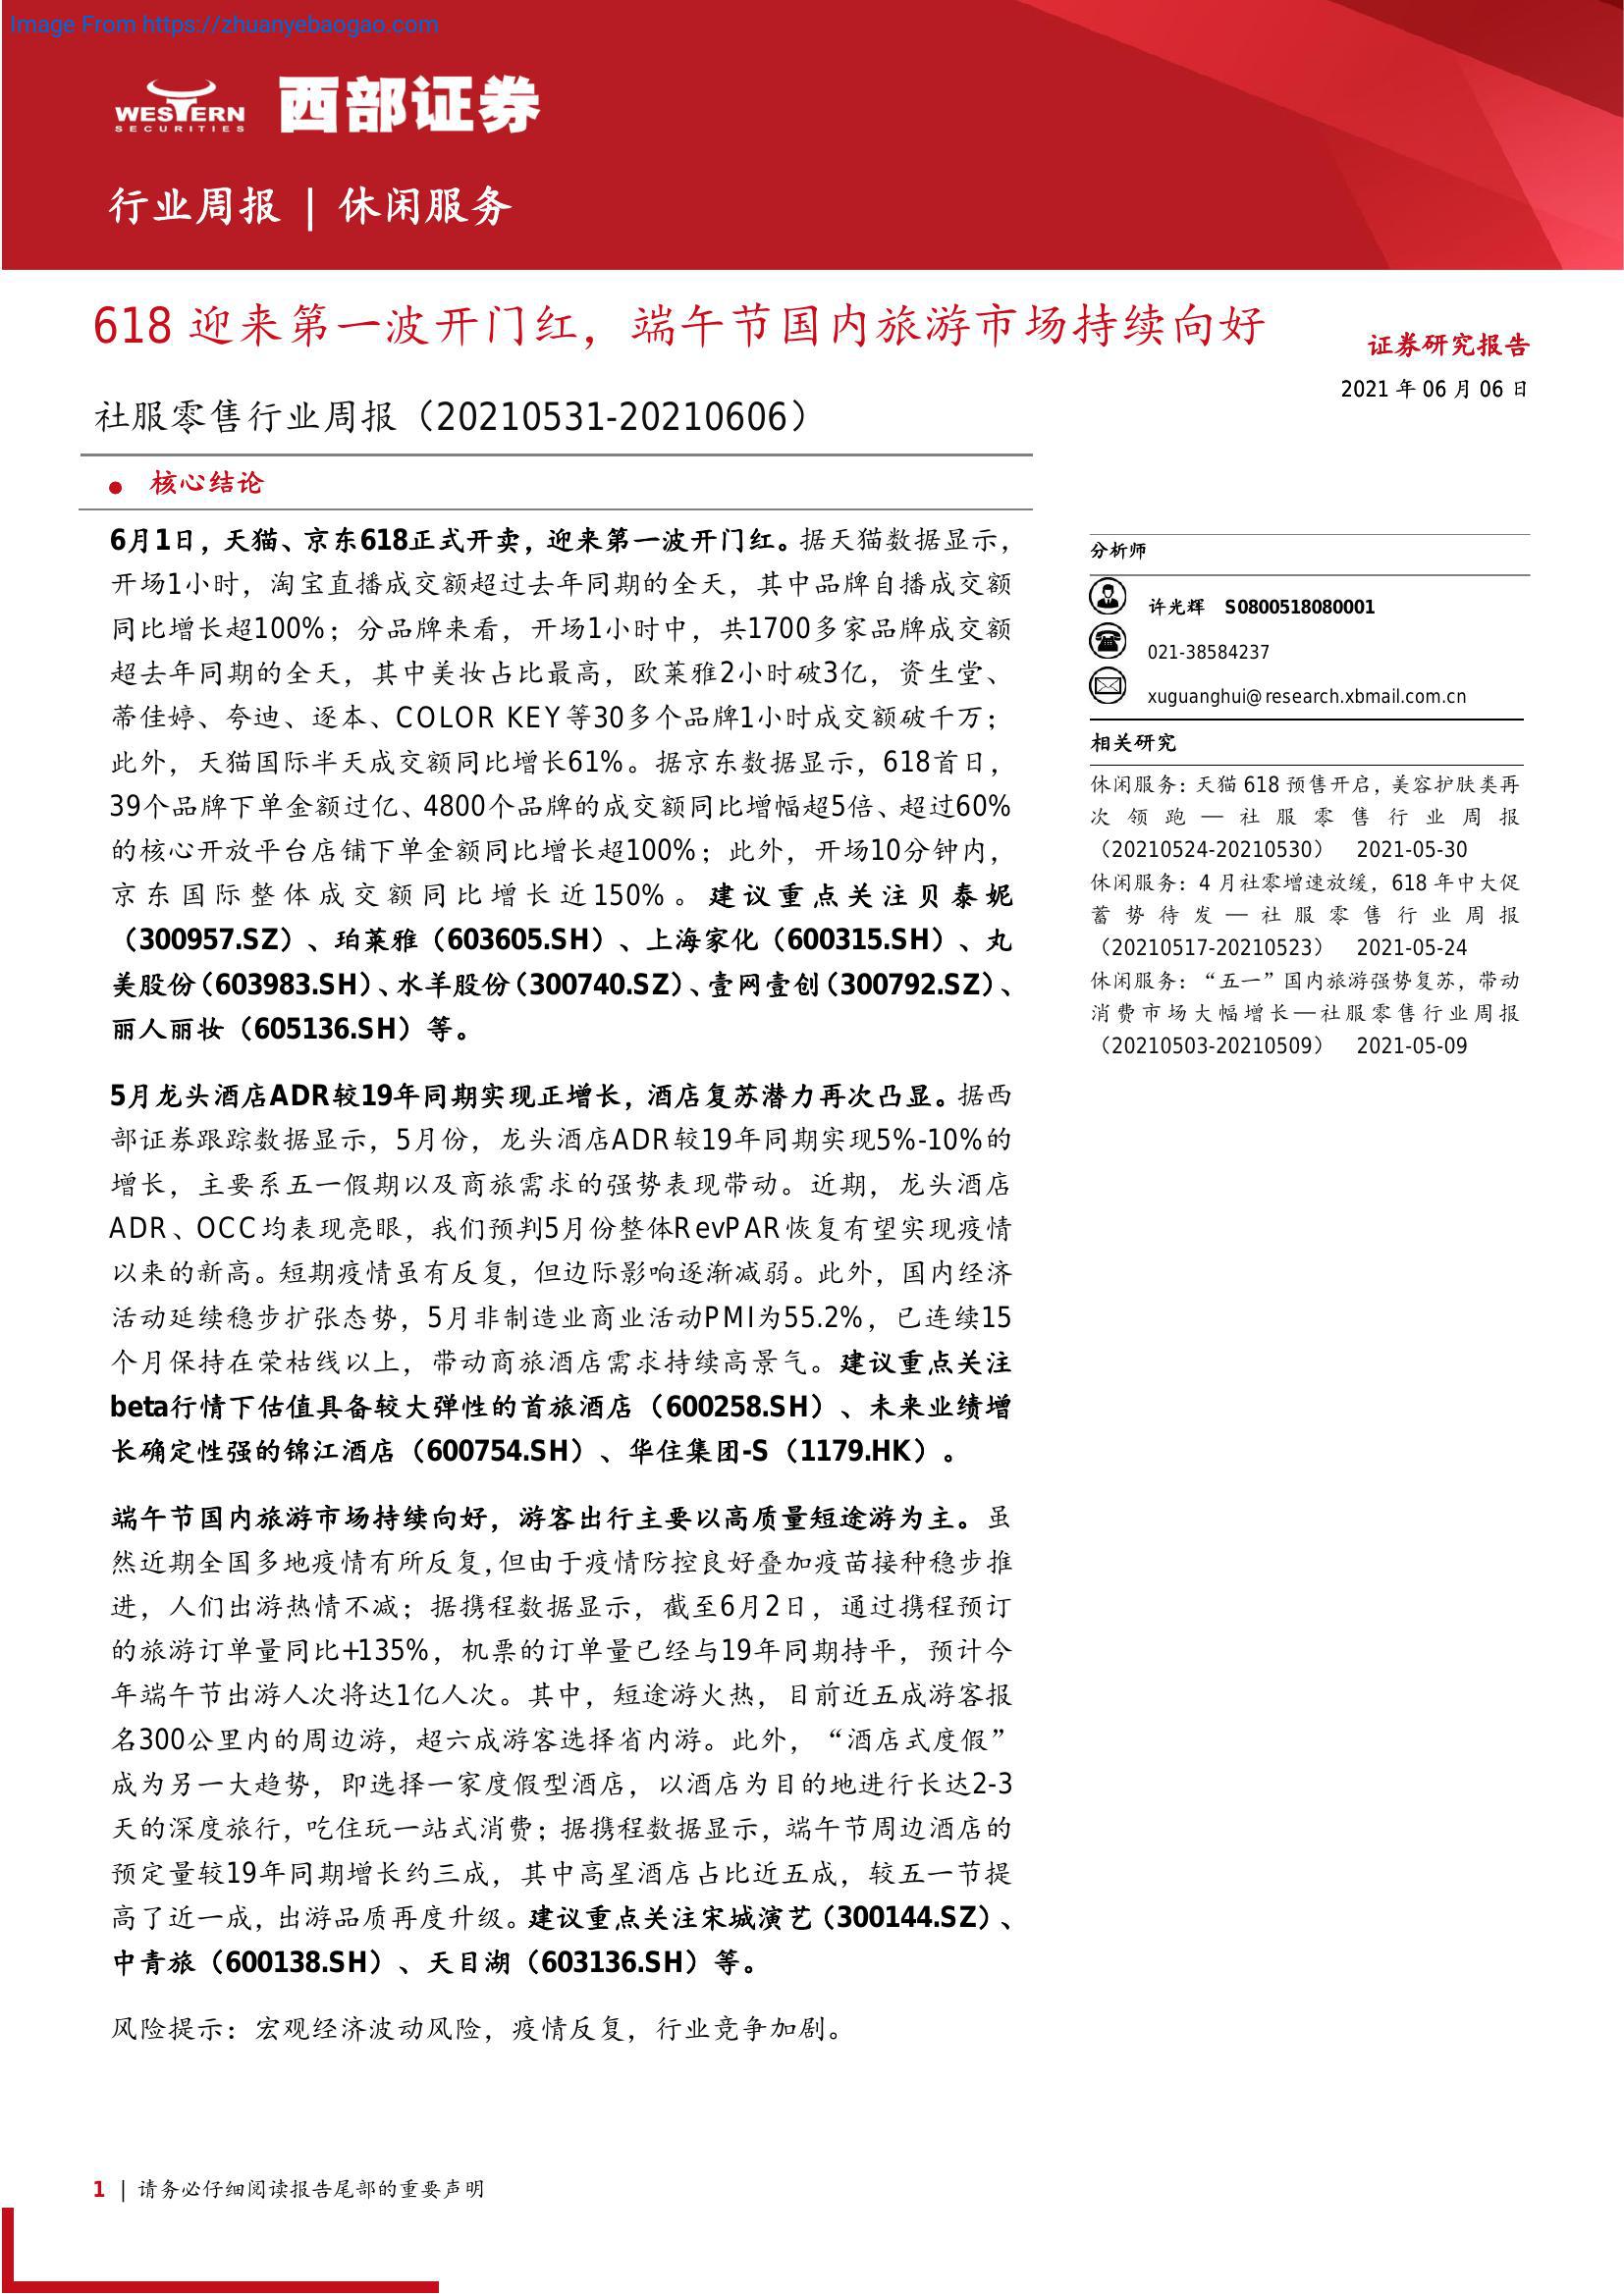 Image From https://zhuanyebaogao.com
WESTERN
SECURITIES
西部证券
行业周报 | 休闲服务
618 迎来第一波开门红，端午节国内旅游市场持续向好
社服零售行业周报（20210531-20210606）
证券研究报告
2021 年 06 月 06 日
● 核心结论
6月1日，天猫、京东618正式开卖，迎来第一波开门红。据天猫数据显示，
开场1小时，淘宝直播成交额超过去年同期的全天，其中品牌自播成交额
同比增长超100%；分品牌来看，开场1小时中，共1700多家品牌成交额
超去年同期的全天，其中美妆占比最高，欧莱雅2小时破3亿，资生堂、
蒂佳婷、夸迪、逐本、COLOR KEY等30多个品牌1小时成交额破千万；
此外，天猫国际半天成交额同比增长61%。据京东数据显示，618首日，
39个品牌下单金额过亿、4800个品牌的成交额同比增幅超5倍、超过60%
的核心开放平台店铺下单金额同比增长超100%；此外，开场10分钟内，
京东国际整体成交额同比增长近150%。建议重点关注贝泰妮
（300957.SZ）、珀莱雅（603605.SH）、上海家化（600315.SH）、丸
美股份（603983.SH）、水羊股份（300740.SZ）、壹网壹创（300792.SZ）、
丽人丽妆（605136.SH）等。
5月龙头酒店ADR较19年同期实现正增长，酒店复苏潜力再次凸显。据西
部证券跟踪数据显示，5月份，龙头酒店ADR较19年同期实现5%-10%的
增长，主要系五一假期以及商旅需求的强势表现带动。近期，龙头酒店
ADR、OCC均表现亮眼，我们预判5月份整体RevPAR恢复有望实现疫情
以来的新高。短期疫情虽有反复，但边际影响逐渐减弱。此外，国内经济
活动延续稳步扩张态势，5月非制造业商业活动PMI为55.2%，已连续15
个月保持在荣枯线以上，带动商旅酒店需求持续高景气。建议重点关注
beta行情下估值具备较大弹性的首旅酒店（600258.SH）、未来业绩增
长确定性强的锦江酒店（600754.SH）、华住集团-S（1179.HK）。
端午节国内旅游市场持续向好，游客出行主要以高质量短途游为主。虽
然近期全国多地疫情有所反复，但由于疫情防控良好叠加疫苗接种稳步推
进，人们出游热情不减；据携程数据显示，截至6月2日，通过携程预订
的旅游订单量同比+135%，机票的订单量已经与19年同期持平，预计今
年端午节出游人次将达1亿人次。其中，短途游火热，目前近五成游客报
名300公里内的周边游，超六成游客选择省内游。此外，“酒店式度假”
成为另一大趋势，即选择一家度假型酒店，以酒店为目的地进行长达2-3
天的深度旅行，吃住玩一站式消费；据携程数据显示，端午节周边酒店的
预定量较19年同期增长约三成，其中高星酒店占比近五成，较五一节提
高了近一成，出游品质再度升级。建议重点关注宋城演艺（300144.SZ）、
中青旅（600138.SH）、天目湖（603136.SH）等。
风险提示：宏观经济波动风险，疫情反复，行业竞争加剧。
分析师
许光辉 S0800518080001
021-38584237
xuguanghui@research.xbmail.com.cn
相关研究
休闲服务：天猫 618 预售开启，美容护肤类再
次领跑—社服零售行业周报
（20210524-20210530） 2021-05-30
休闲服务：4 月社零增速放缓，618 年中大促
蓄势待发—社服零售行业周报
（20210517-20210523） 2021-05-24
休闲服务：“五一”国内旅游强势复苏，带动
消费市场大幅增长—社服零售行业周报
（20210503-20210509） 2021-05-09
1 | 请务必仔细阅读报告尾部的重要声明